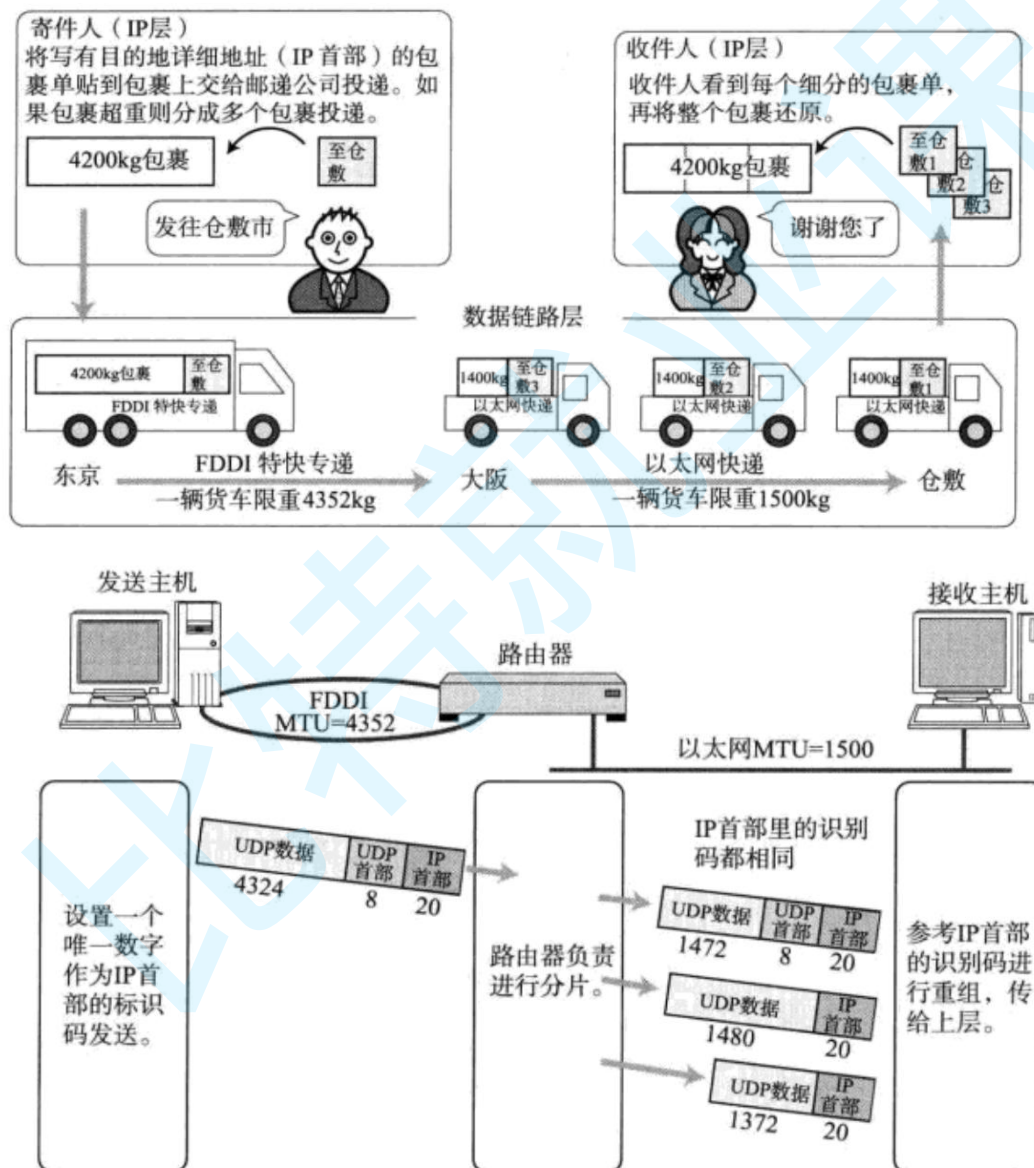 寄件人（IP层）
将写有目的地详细地址（IP 首部）的包
裹单贴到包裹上交给邮递公司投递。如
果包裹超重则分成多个包裹投递。
4200kg包裹
至仓
敷
发往仓敷市
收件人（IP层）
收件人看到每个细分的包裹单，
再将整个包裹还原。
4200kg包裹
至仓
敷1
仓
敷2
仓
敷3
谢谢您了
数据链路层
4200kg包裹
至仓
敷
FDDI 特快专递
1400kg
至仓
敷3
以太网快递
1400kg
至仓
敷2
以太网快递
1400kg
至仓
敷1
以太网快递
东京
FDDI 特快专递
一辆货车限重4352kg
大阪
以太网快递
一辆货车限重1500kg
仓敷
发送主机
路由器
接收主机
FDDI
MTU=4352
以太网MTU=1500
设置一个
唯一数字
作为IP首
部的标识
码发送。
UDP数据
UDP
首部
IP
首部
4324
8
20
路由器负责
进行分片。
IP首部里的识别
码都相同
UDP数据
UDP
首部
IP
首部
1472
8
20
UDP数据
IP
首部
1480
20
UDP数据
IP
首部
1372
20
参考IP首部
的识别码进
行重组，传
给上层。
比特就业课